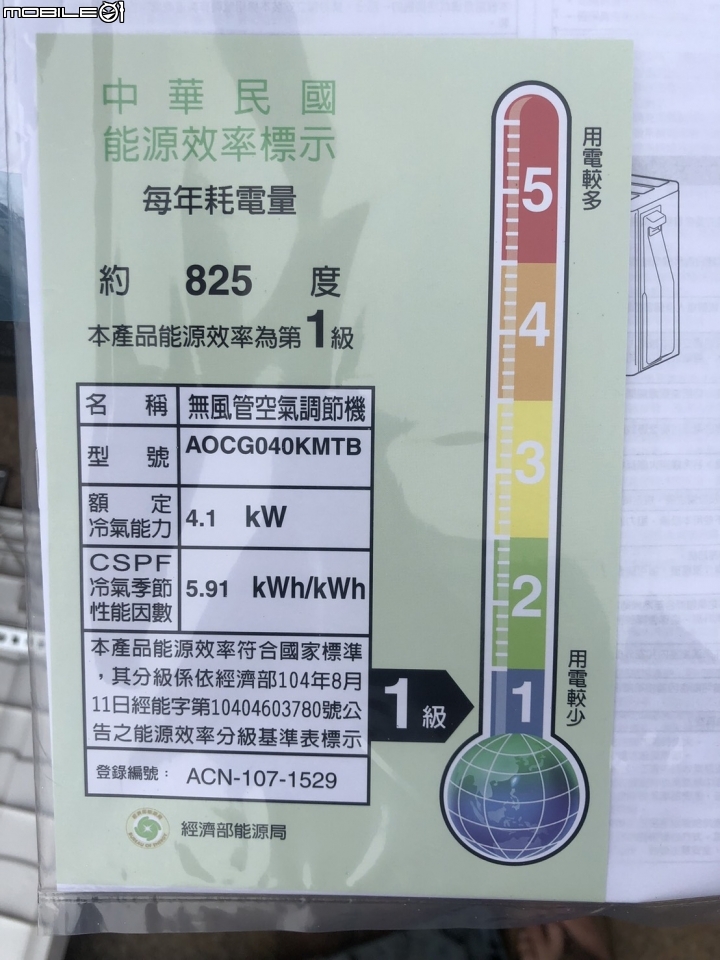 mobile01
中華民國
能源效率標示
每年耗電量
約 825 度
本產品能源效率為第1級
名稱 無風管空氣調節機
型號 AOCG040KMTB
額定
冷氣能力 4.1 kW
CSPF
冷氣季節
性能因數 5.91 kWh/kWh
本產品能源效率符合國家標準
，其分級係依經濟部104年8月
11日經能字第10404603780號公
告之能源效率分級基準表標示
登錄編號： ACN-107-1529
經濟部能源局
用電較多
5
4
3
2
1
用電較少
1級